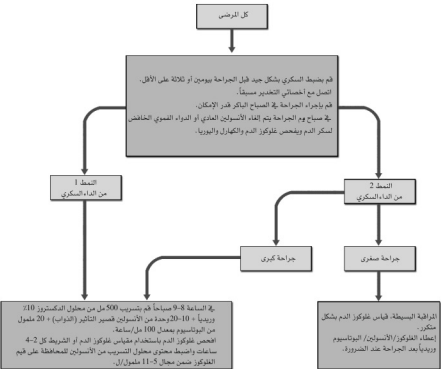 كل المرضى
قم بضبط السكري بشكل جيد قبل الجراحة بيومين أو ثلاثة على الأقل.
اتصل مع أخصائي التخدير مسبقاً.
قم بإجراء الجراحة في الصباح الباكر قدر الإمكان.
في صباح يوم الجراحة يتم إلغاء الأنسولين العادي أو الدواء الفموي الخافض
لسكر الدم ويفحص غلوكوز الدم والكهارل واليوريا.
النمط 1
من الداء السكري
النمط 2
من الداء السكري
جراحة كبرى
جراحة صغرى
في الساعة 8-9 صباحاً قم بتسريب 500 مل من محلول الدكستروز 10٪
وريدياً + 10-20 وحدة من الأنسولين قصير التأثير (الذواب) + 20 ملمول
من البوتاسيوم بمعدل 100 مل/ساعة.
افحص غلوكوز الدم باستخدام مقياس غلوكوز الدم أو الشريط كل 2-4
ساعات واضبط محتوى محلول التسريب من الأنسولين للمحافظة على قيم
الغلوكوز ضمن مجال 5-11 ملمول/ل.
المراقبة البسيطة، قياس غلوكوز الدم بشكل
متكرر.
إعطاء الغلوكوز/الأنسولين/ البوتاسيوم
وريدياً بعد الجراحة عند الضرورة.